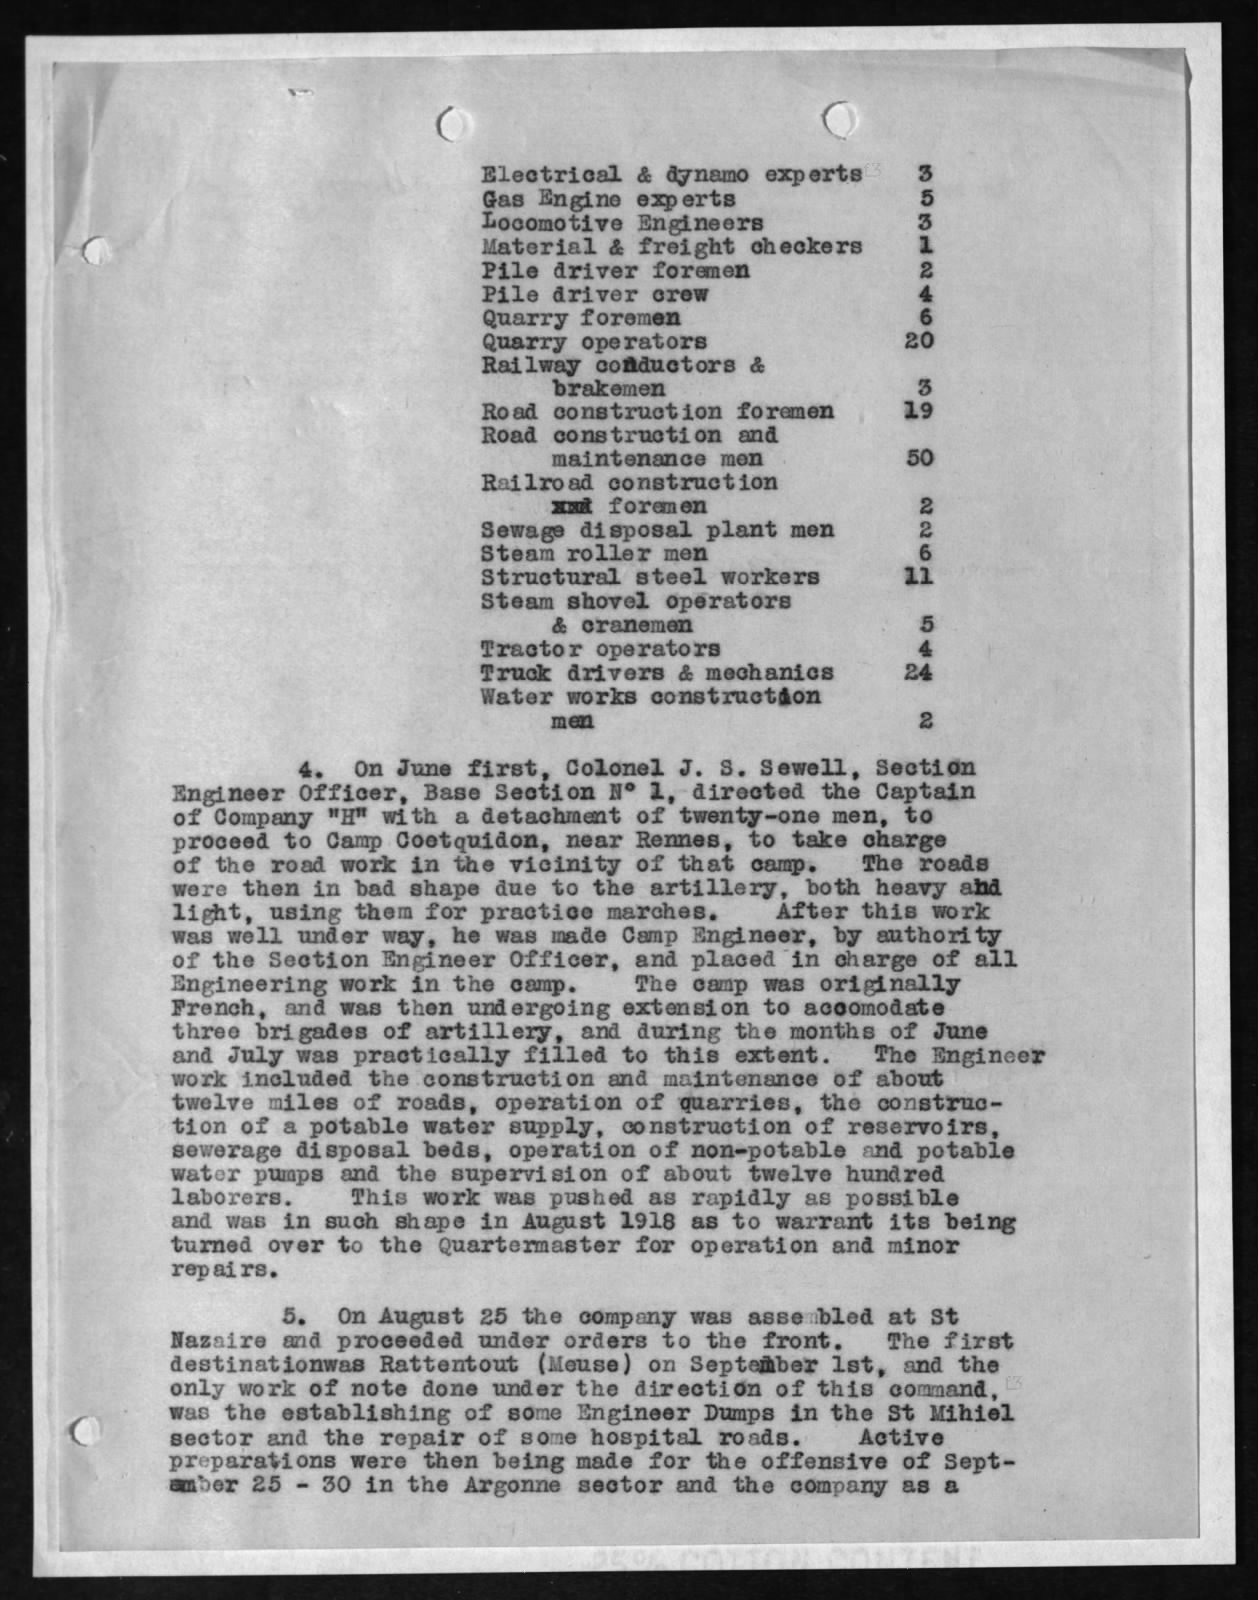 Electrical & dynamo experts 3
Gas Engine experts 5
Locomotive Engineers 3
Material & freight checkers 1
Pile driver foremen 2
Pile driver crew 4
Quarry foremen 6
Quarry operators 20
Railway conductors &
brakemen 3
Road construction foremen 19
Road construction and
maintenance men 50
Railroad construction
xxd foremen 2
Sewage disposal plant men 2
Steam roller men 6
Structural steel workers 11
Steam shovel operators
& cranemen 5
Tractor operators 4
Truck drivers & mechanics 24
Water works construction
men 2
4. On June first, Colonel J. S. Sewell, Section
Engineer Officer, Base Section N° 1, directed the Captain
of Company "H" with a detachment of twenty-one men, to
proceed to Camp Coetquidon, near Rennes, to take charge
of the road work in the vicinity of that camp. The roads
were then in bad shape due to the artillery, both heavy and
light, using them for practice marches. After this work
was well under way, he was made Camp Engineer, by authority
of the Section Engineer Officer, and placed in charge of all
Engineering work in the camp. The camp was originally
French, and was then undergoing extension to accomodate
three brigades of artillery, and during the months of June
and July was practically filled to this extent. The Engineer
work included the construction and maintenance of about
twelve miles of roads, operation of quarries, the construc-
tion of a potable water supply, construction of reservoirs,
sewerage disposal beds, operation of non-potable and potable
water pumps and the supervision of about twelve hundred
laborers. This work was pushed as rapidly as possible
and was in such shape in August 1918 as to warrant its being
turned over to the Quartermaster for operation and minor
repairs.
5. On August 25 the company was assembled at St
Nazaire and proceeded under orders to the front. The first
destinationwas Rattentout (Meuse) on September 1st, and the
only work of note done under the direction of this command,
was the establishing of some Engineer Dumps in the St Mihiel
sector and the repair of some hospital roads. Active
preparations were then being made for the offensive of Sept-
ember 25 - 30 in the Argonne sector and the company as a